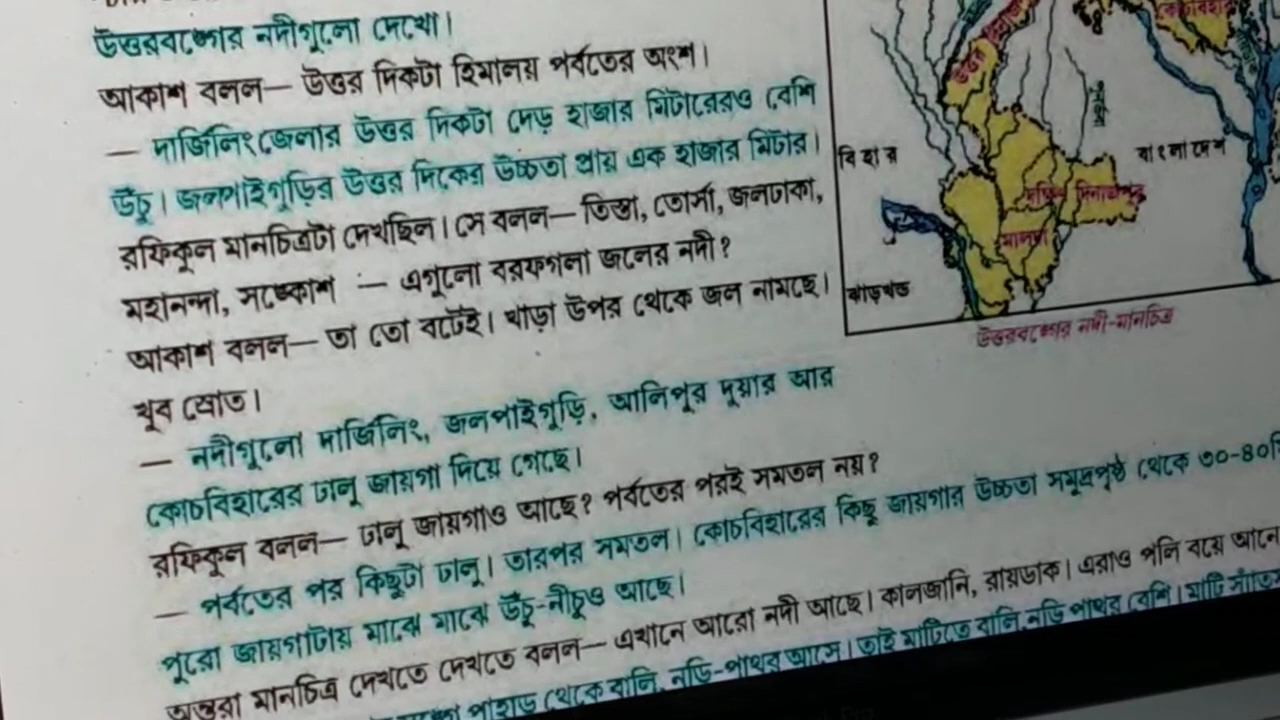 উত্তরবঙ্গের নদীগুলো দেখো।
আকাশ বলল— উত্তর দিকটা হিমালয় পর্বতের অংশ।
— দার্জিলিং জেলার উত্তর দিকটা দেড় হাজার মিটারেরও বেশি
উঁচু। জলপাইগুড়ির উত্তর দিকের উচ্চতা প্রায় এক হাজার মিটার।
রফিকুল মানচিত্রটা দেখছিল। সে বলল— তিস্তা, তোর্সা, জলঢাকা,
মহানন্দা, সঙ্কোশ — এগুলো বরফগলা জলের নদী?
আকাশ বলল— তা তো বটেই। খাড়া উপর থেকে জল নামছে।
খুব স্রোত।
— নদীগুলো দার্জিলিং, জলপাইগুড়ি, আলিপুর দুয়ার আর
কোচবিহারের ঢালু জায়গা দিয়ে গেছে।
রফিকুল বলল— ঢালু জায়গাও আছে? পর্বতের পরই সমতল নয়?
— পর্বতের পর কিছুটা ঢালু। তারপর সমতল। কোচবিহারের কিছু জায়গার উচ্চতা সমুদ্রপৃষ্ঠ থেকে ৩০-৪০মি
পুরো জায়গাটায় মাঝে মাঝে উঁচু-নীচুও আছে।
অন্তরা মানচিত্র দেখতে দেখতে বলল— এখানে আরো নদী আছে। কালজানি, রায়ডাক। এরাও পলি বয়ে আনে
পাহাড় থেকে বালি, নুড়ি-পাথর আসে। তাই মাটিতে বালি নুড়ি পাথর বেশি। মাটি
কোচবিহার
বিহার
বাংলাদেশ
দক্ষিণ দিনাজপুর
মালদা
ঝাড়খণ্ড
উত্তরবঙ্গের নদী-মানচিত্র